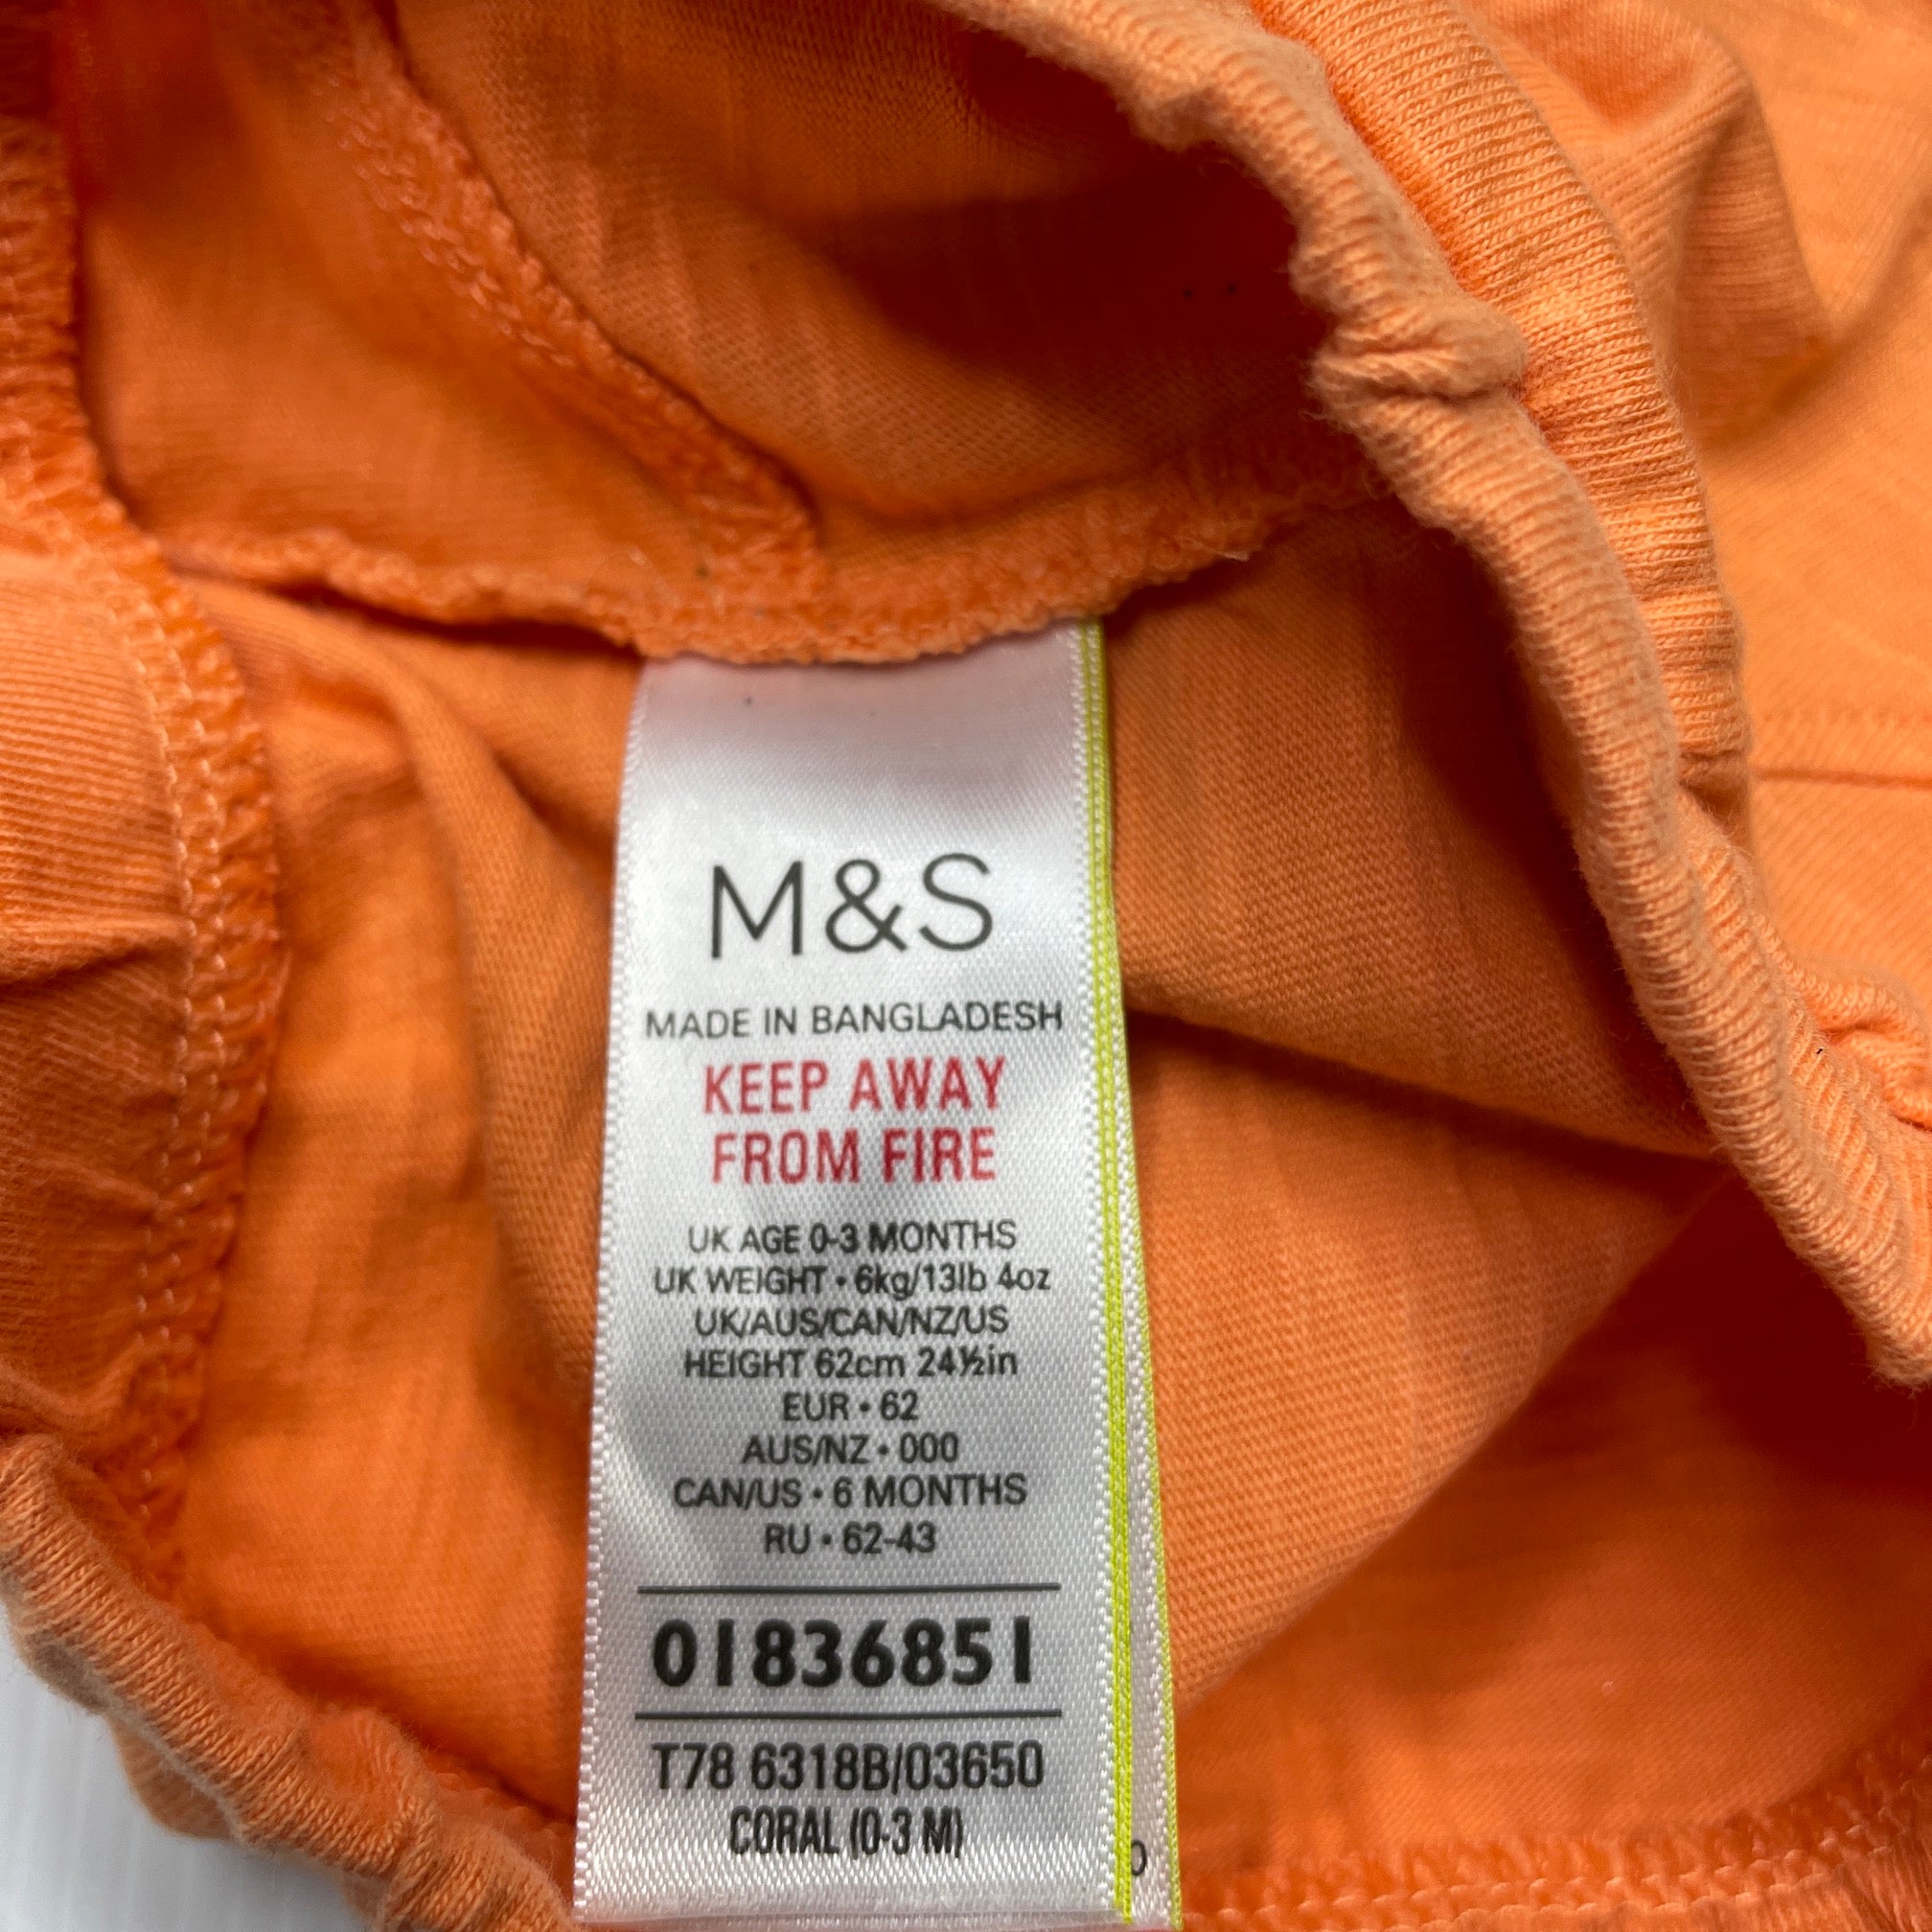 M&S
MADE IN BANGLADESH
KEEP AWAY
FROM FIRE
UK AGE 0-3 MONTHS
UK WEIGHT • 6kg/13lb 4oz
UK/AUS/CAN/NZ/US
HEIGHT 62cm 24½in
EUR • 62
AUS/NZ • 000
CAN/US • 6 MONTHS
RU • 62-43
01836851
T78 6318B/03650
CORAL (0-3 M)